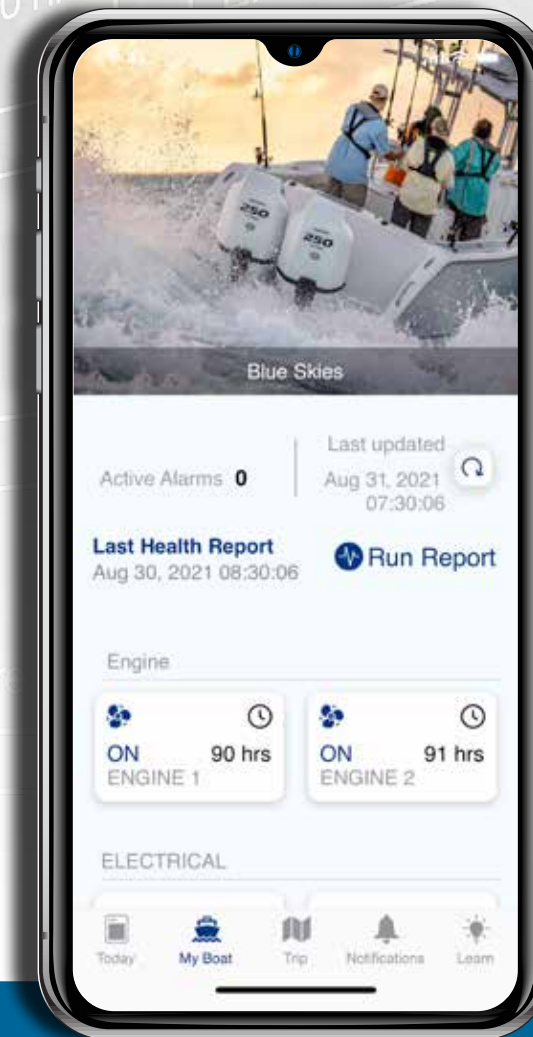 250
250
Blue Skies
Active Alarms 0
Last updated
Aug 31, 2021
07:30:06
Last Health Report
Aug 30, 2021 08:30:06
Run Report
Engine
ON 90 hrs
ENGINE 1
ON 91 hrs
ENGINE 2
ELECTRICAL
Today
My Boat
Trip
Notifications
Learn